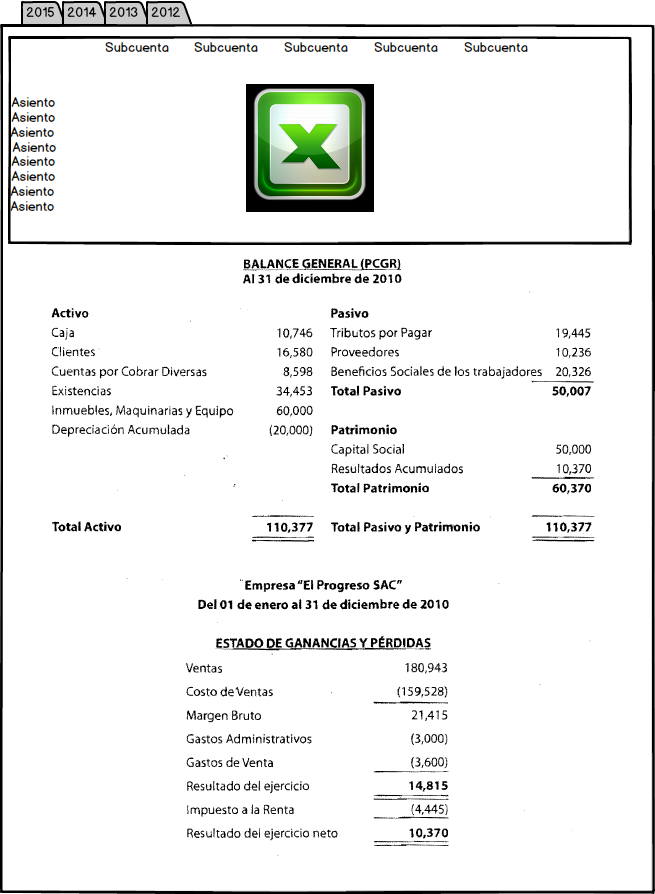 2015 2014 2013 2012
Subcuenta Subcuenta Subcuenta Subcuenta Subcuenta
Asiento
Asiento
Asiento
Asiento
Asiento
Asiento
Asiento
Asiento
X
BALANCE GENERAL (PCGR)
Al 31 de diciembre de 2010
Activo Pasivo
Caja 10,746 Tributos por Pagar 19,445
Clientes 16,580 Proveedores 10,236
Cuentas por Cobrar Diversas 8,598 Beneficios Sociales de los trabajadores 20,326
Existencias 34,453 Total Pasivo 50,007
Inmuebles, Maquinarias y Equipo 60,000
Depreciación Acumulada (20,000) Patrimonio
Capital Social 50,000
Resultados Acumulados 10,370
Total Patrimonio 60,370
Total Activo 110,377 Total Pasivo y Patrimonio 110,377
Empresa "El Progreso SAC"
Del 01 de enero al 31 de diciembre de 2010
ESTADO DE GANANCIAS Y PÉRDIDAS
Ventas 180,943
Costo de Ventas (159,528)
Margen Bruto 21,415
Gastos Administrativos (3,000)
Gastos de Venta (3,600)
Resultado del ejercicio 14,815
Impuesto a la Renta (4,445)
Resultado del ejercicio neto 10,370